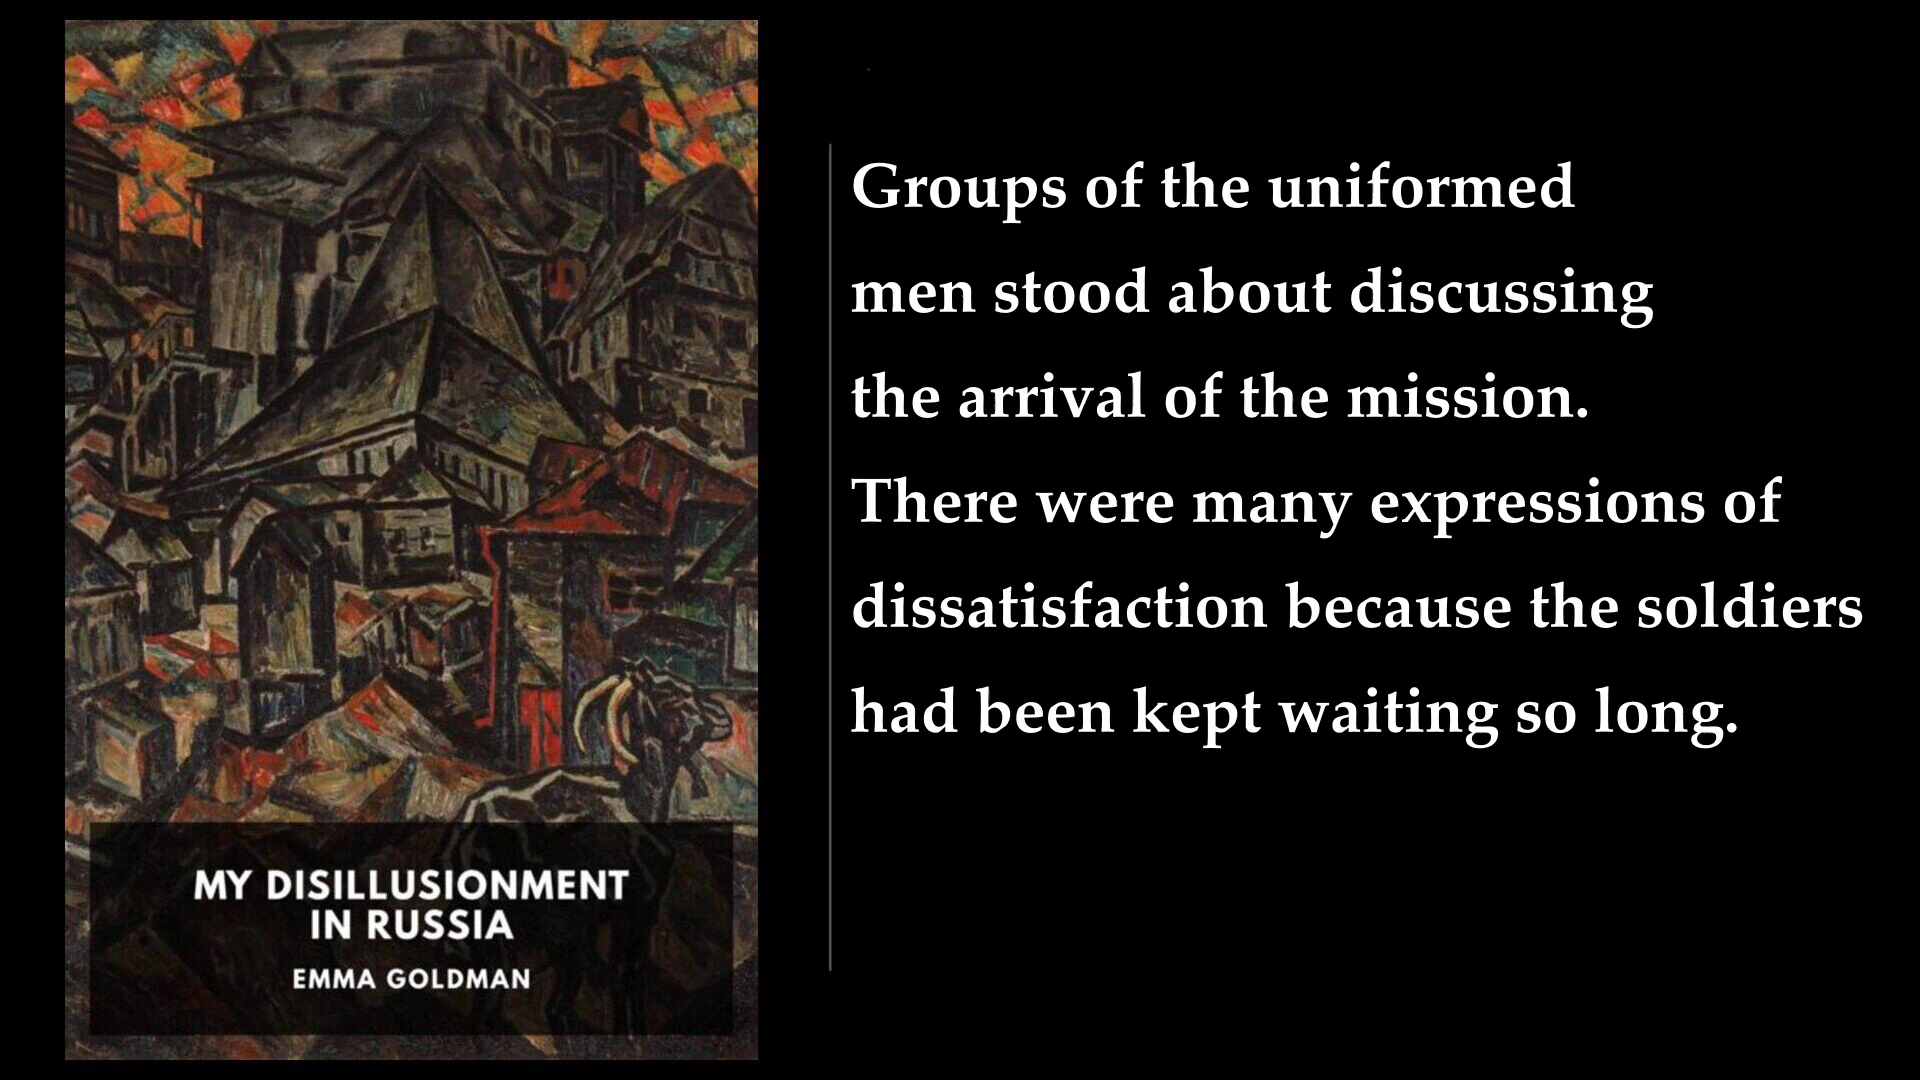 MY DISILLUSIONMENT
IN RUSSIA
EMMA GOLDMAN
Groups of the uniformed
men stood about discussing
the arrival of the mission.
There were many expressions of
dissatisfaction because the soldiers
had been kept waiting so long.